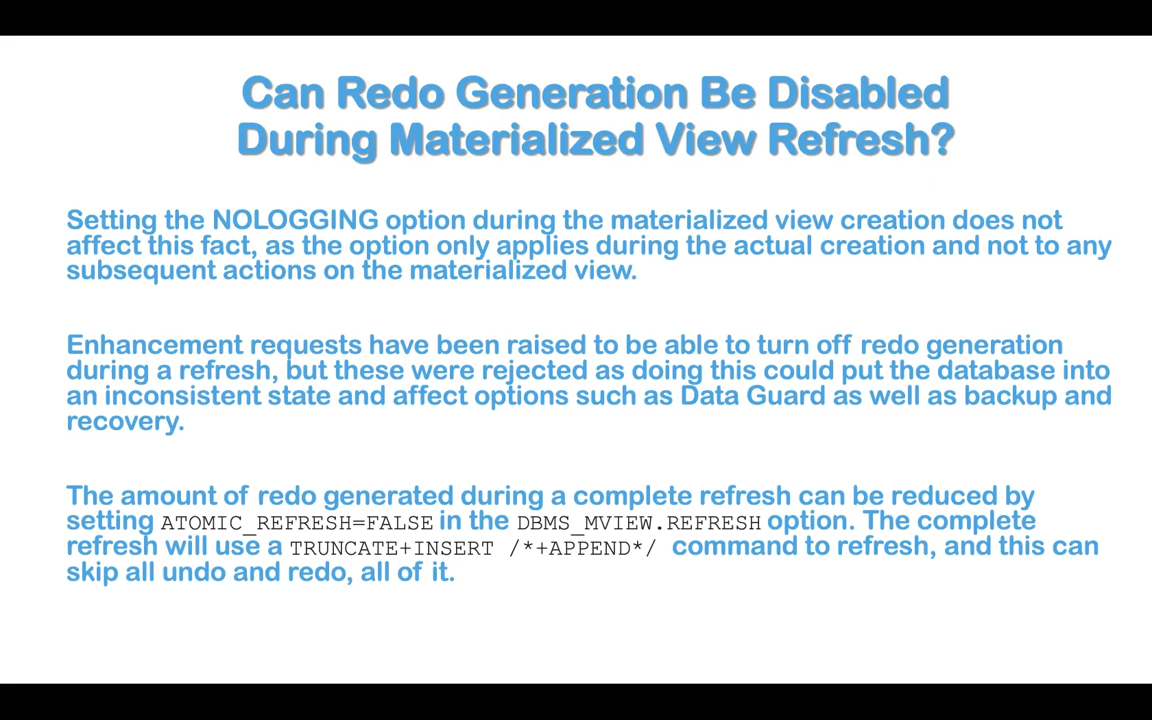 Can Redo Generation Be Disabled
During Materialized View Refresh?
Setting the NOLOGGING option during the materialized view creation does not
affect this fact, as the option only applies during the actual creation and not to any
subsequent actions on the materialized view.
Enhancement requests have been raised to be able to turn off redo generation
during a refresh, but these were rejected as doing this could put the database into
an inconsistent state and affect options such as Data Guard as well as backup and
recovery.
The amount of redo generated during a complete refresh can be reduced by
setting ATOMIC_REFRESH=FALSE in the DBMS_MVIEW.REFRESH option. The complete
refresh will use a TRUNCATE+INSERT /*+APPEND*/ command to refresh, and this can
skip all undo and redo, all of it.